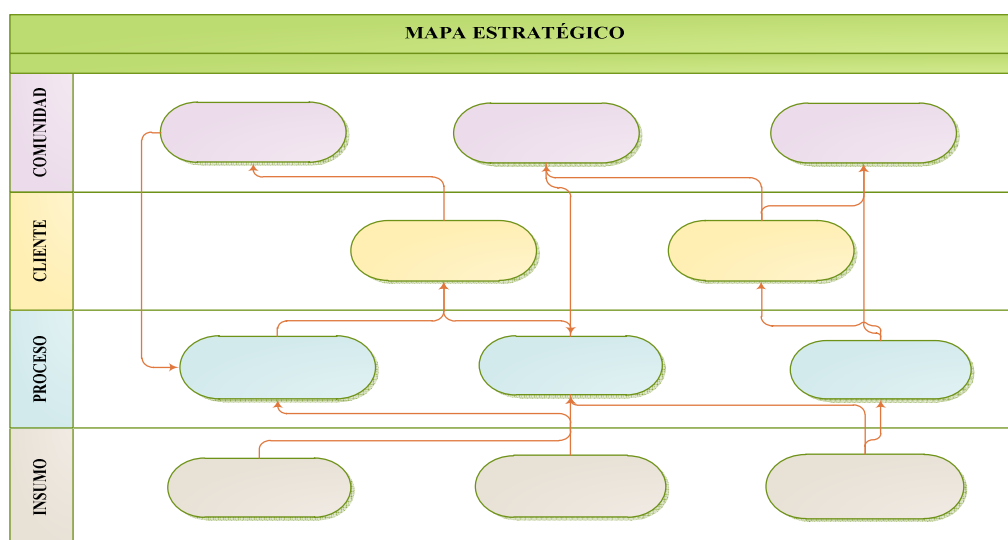 MAPA ESTRATÉGICO
COMUNIDAD
CLIENTE
PROCESO
INSUMO